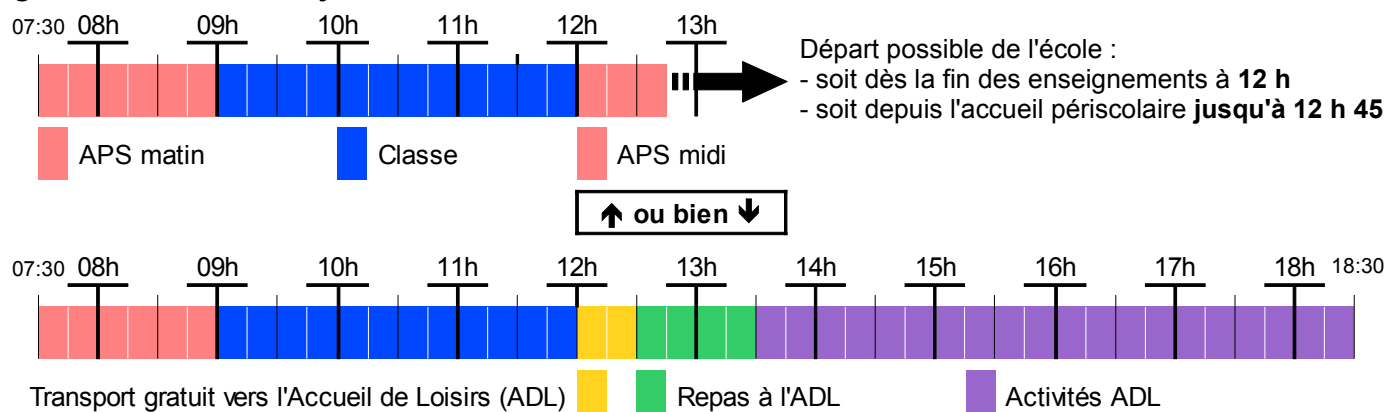 07:30 08h 09h 10h 11h 12h 13h
Départ possible de l'école :
- soit dès la fin des enseignements à 12 h
- soit depuis l'accueil périscolaire jusqu'à 12 h 45
APS matin Classe APS midi
🡹 ou bien 🡻
07:30 08h 09h 10h 11h 12h 13h 14h 15h 16h 17h 18h 18:30
Transport gratuit vers l'Accueil de Loisirs (ADL) Repas à l'ADL Activités ADL